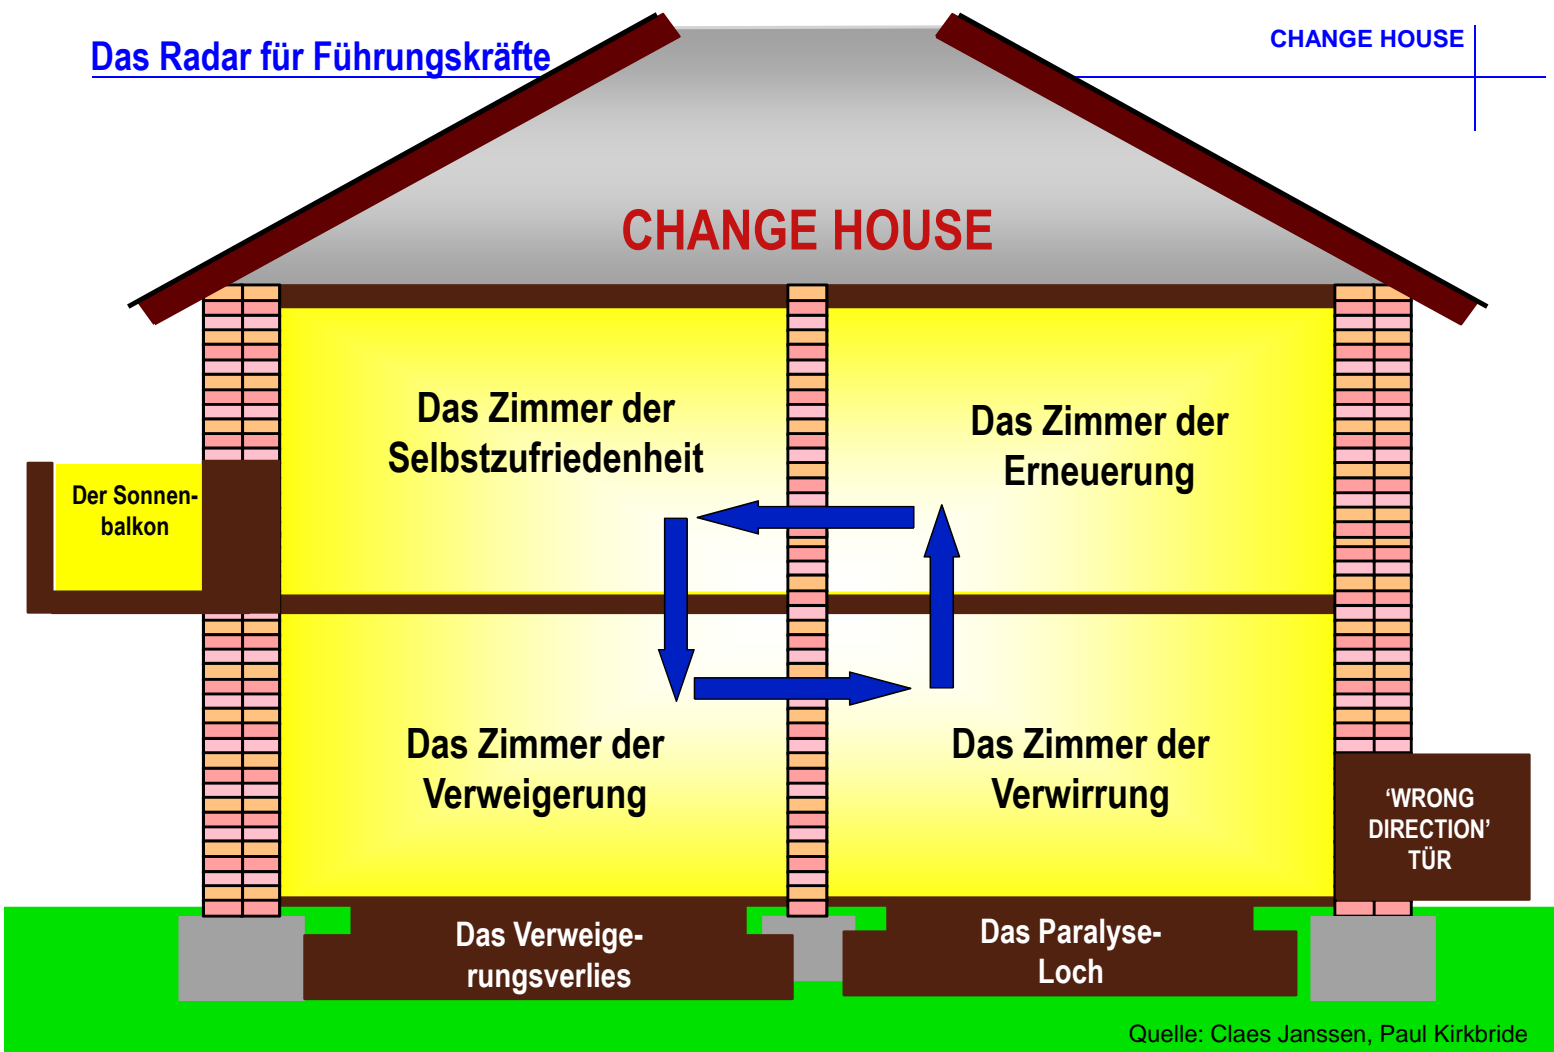 Das Radar für Führungskräfte
CHANGE HOUSE
CHANGE HOUSE
Das Zimmer der
Selbstzufriedenheit
Das Zimmer der
Erneuerung
Der Sonnen-
balkon
Das Zimmer der
Verweigerung
Das Zimmer der
Verwirrung
‘WRONG
DIRECTION’
TÜR
Das Verweige-
rungsverlies
Das Paralyse-
Loch
Quelle: Claes Janssen, Paul Kirkbride